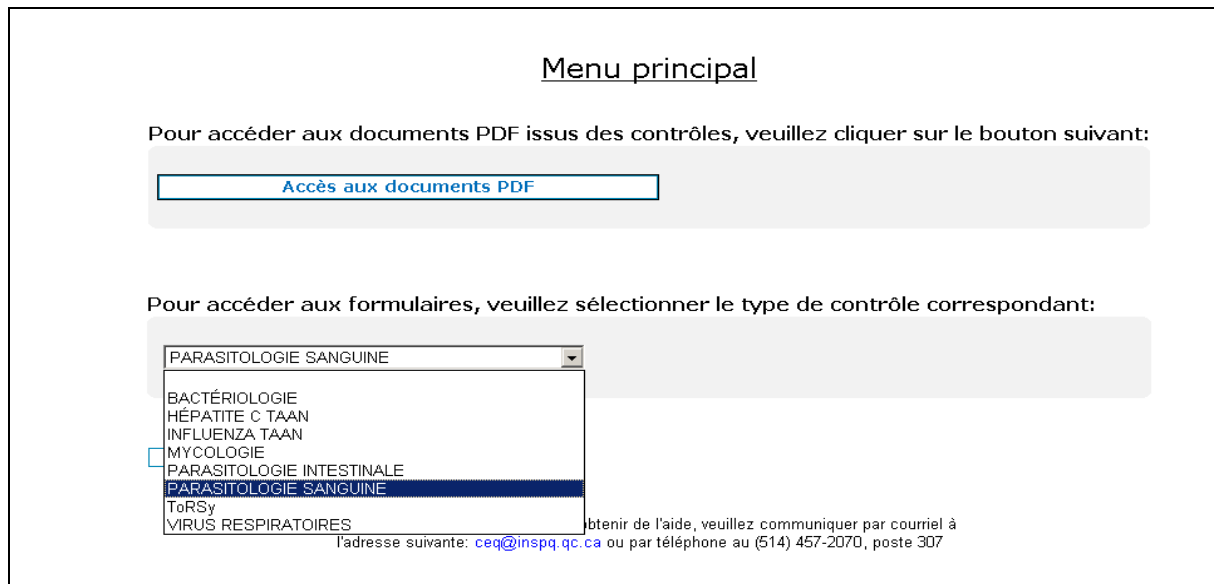 Menu principal
Pour accéder aux documents PDF issus des contrôles, veuillez cliquer sur le bouton suivant:
Accès aux documents PDF
Pour accéder aux formulaires, veuillez sélectionner le type de contrôle correspondant:
PARASITOLOGIE SANGUINE
BACTÉRIOLOGIE
HÉPATITE C TAAN
INFLUENZA TAAN
MYCOLOGIE
PARASITOLOGIE INTESTINALE
PARASITOLOGIE SANGUINE
ToRSy
VIRUS RESPIRATOIRES
obtenir de l'aide, veuillez communiquer par courriel à
l'adresse suivante: ceq@inspq.qc.ca ou par téléphone au (514) 457-2070, poste 307